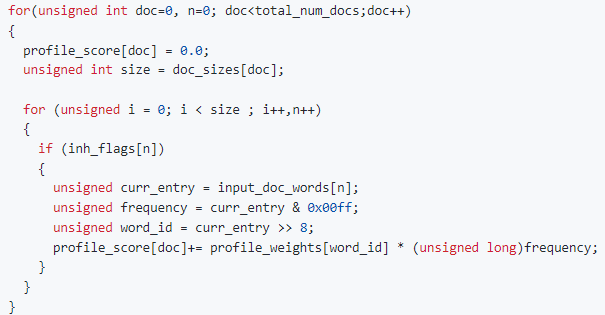 for(unsigned int doc=0, n=0; doc<total_num_docs;doc++)
{
  profile_score[doc] = 0.0;
  unsigned int size = doc_sizes[doc];

  for (unsigned i = 0; i < size ; i++,n++)
  {
    if (inh_flags[n])
    {
      unsigned curr_entry = input_doc_words[n];
      unsigned frequency = curr_entry & 0x00ff;
      unsigned word_id = curr_entry >> 8;
      profile_score[doc]+= profile_weights[word_id] * (unsigned long)frequency;
    }
  }
}